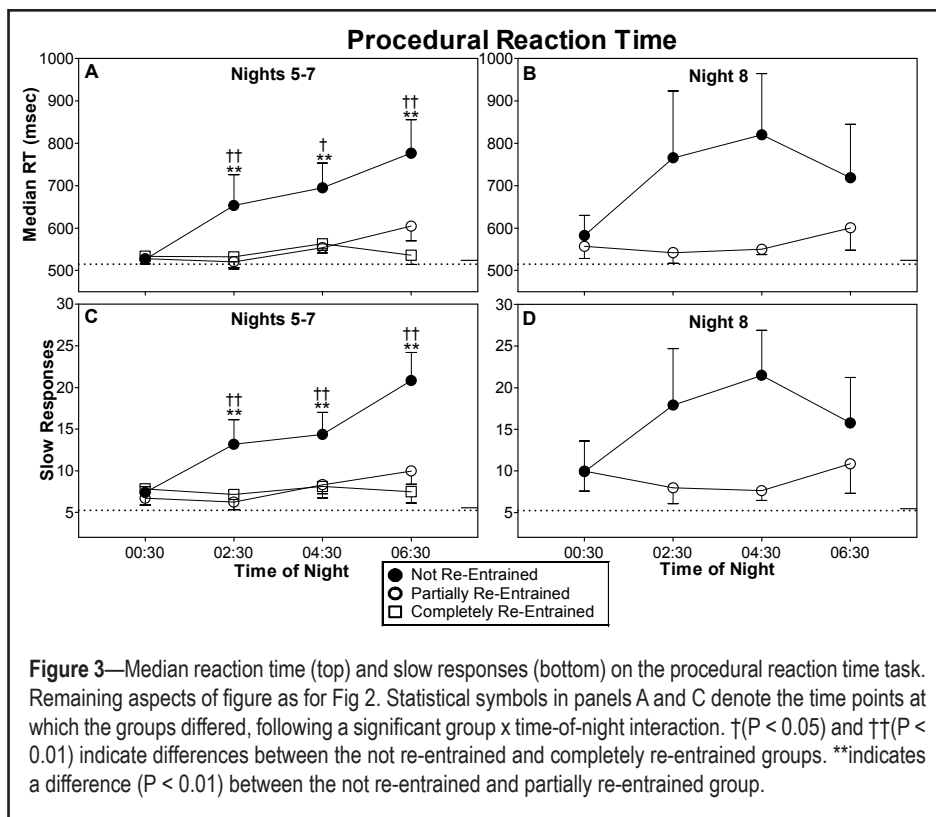 Procedural Reaction Time
A
Nights 5-7
B
Night 8
Median RT (msec)
1000
900
800
700
600
500
††
**
†
**
††
**
1000
900
800
700
600
500
C
Nights 5-7
D
Night 8
Slow Responses
30
25
20
15
10
5
††
**
††
**
††
**
30
25
20
15
10
5
00:30 02:30 04:30 06:30
Time of Night
00:30 02:30 04:30 06:30
Time of Night
Not Re-Entrained
Partially Re-Entrained
Completely Re-Entrained
Figure 3—Median reaction time (top) and slow responses (bottom) on the procedural reaction time task.
Remaining aspects of figure as for Fig 2. Statistical symbols in panels A and C denote the time points at
which the groups differed, following a significant group x time-of-night interaction. †(P < 0.05) and ††(P <
0.01) indicate differences between the not re-entrained and completely re-entrained groups. **indicates
a difference (P < 0.01) between the not re-entrained and partially re-entrained group.